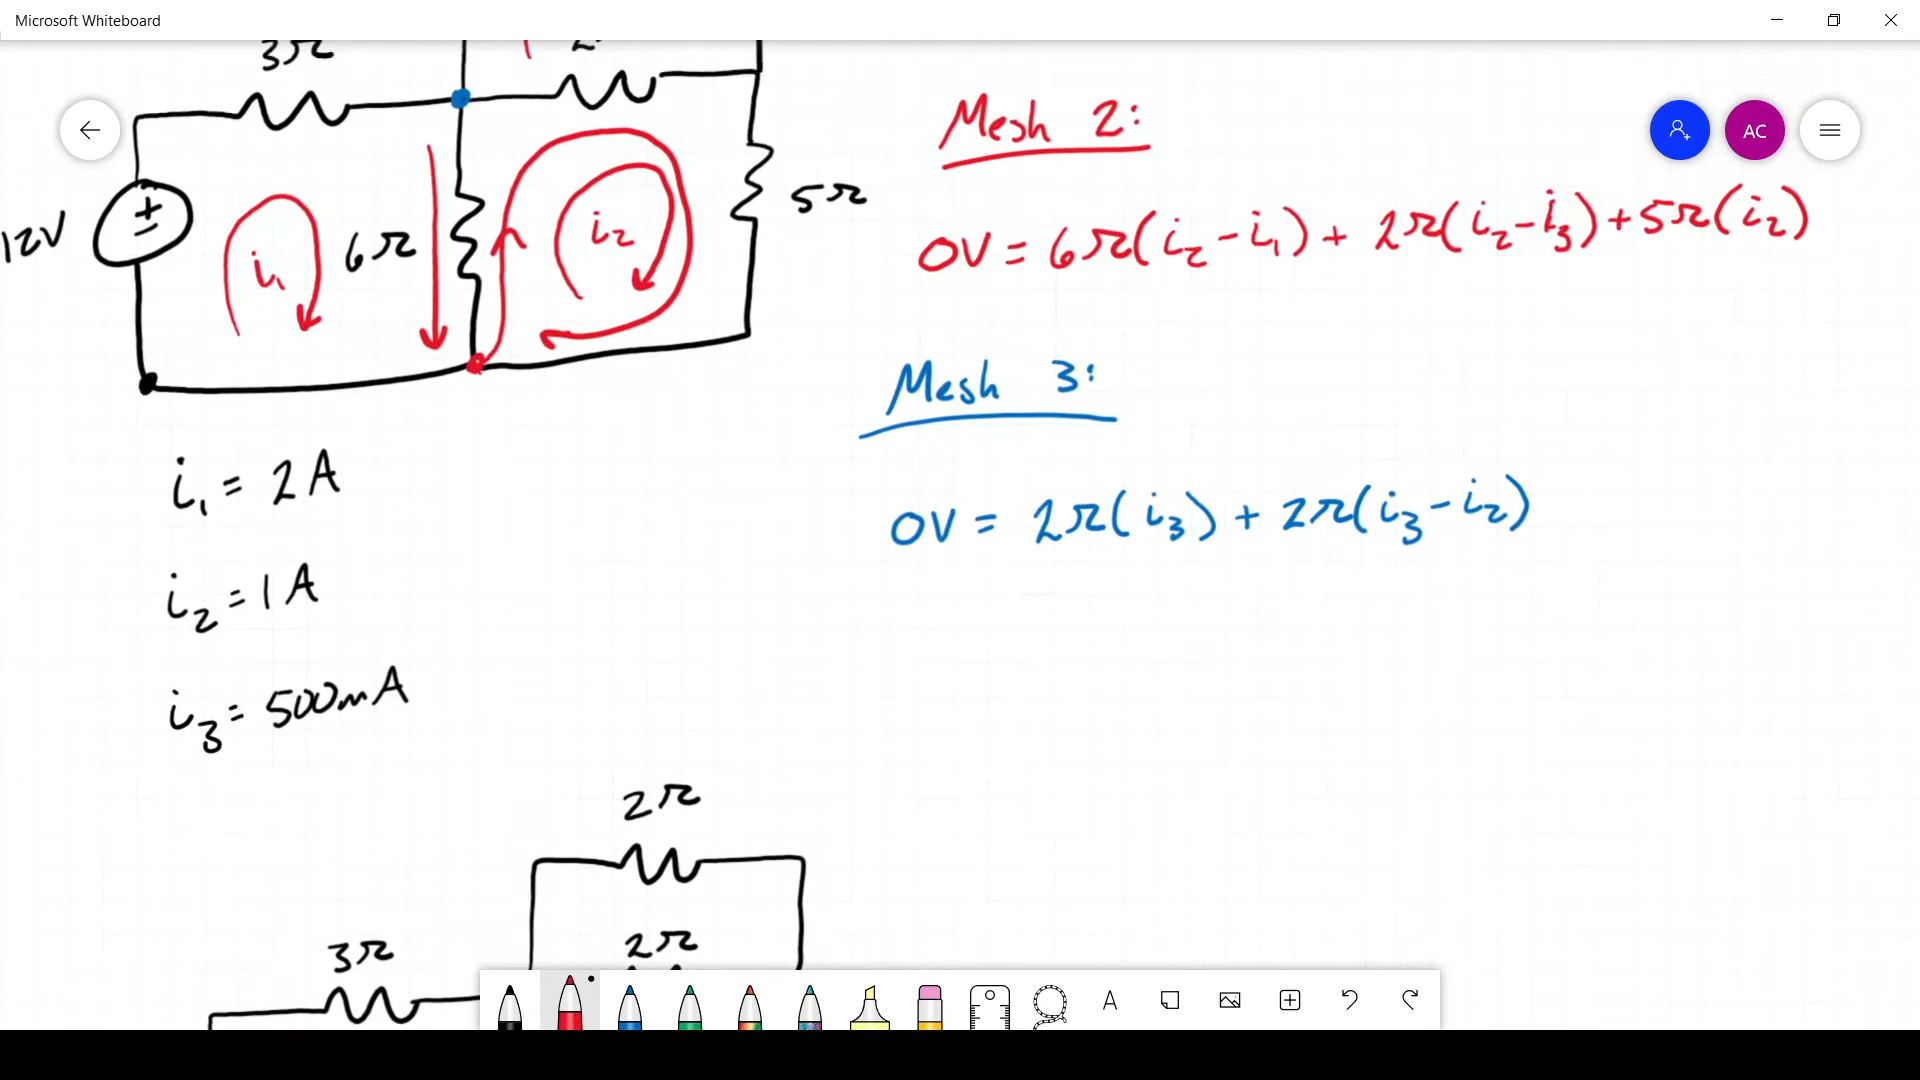 Microsoft Whiteboard
3Ω
Mesh 2:
AC
5Ω
0V = 6Ω(i₂-i₁) + 2Ω(i₂-i₃)+5Ω(i₂)
12V
+
6Ω
i₁
i₂
Mesh 3:
i₁ = 2A
0V = 2Ω(i₃) + 2Ω(i₃-i₂)
i₂ = 1A
i₃ = 500mA
2Ω
2Ω
3Ω
A